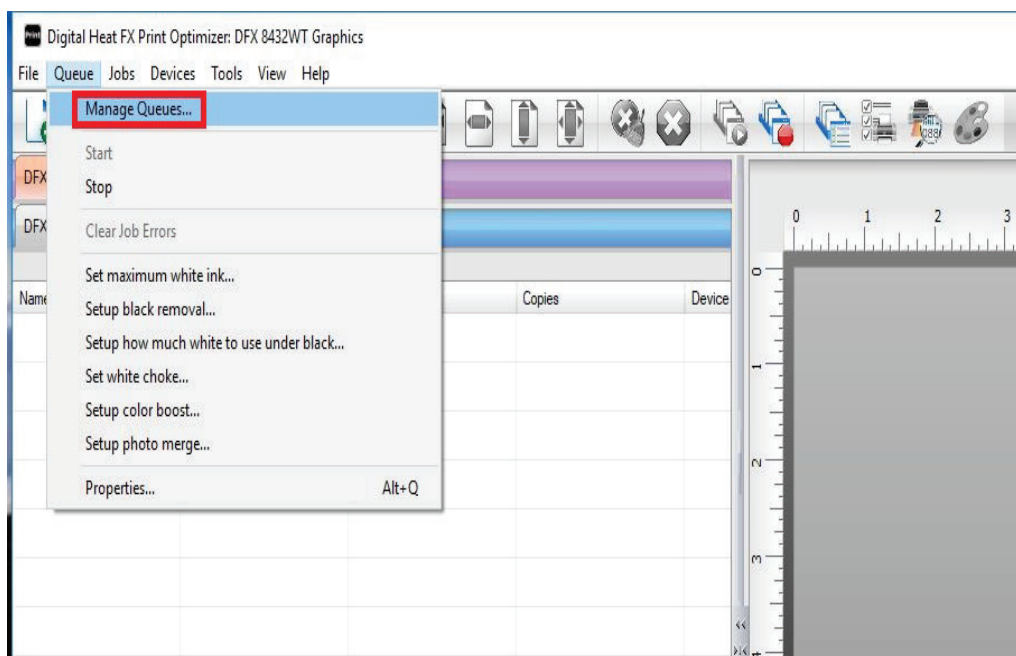 Digital Heat FX Print Optimizer: DFX 8432WT Graphics
File Queue Jobs Devices Tools View Help
Manage Queues...
Start
Stop
Clear Job Errors
Set maximum white ink...
Setup black removal...
Setup how much white to use under black...
Set white choke...
Setup color boost...
Setup photo merge...
Properties... Alt+Q
DFX
DFX
Name Copies Device
0 1 2 3
0
1
2
3